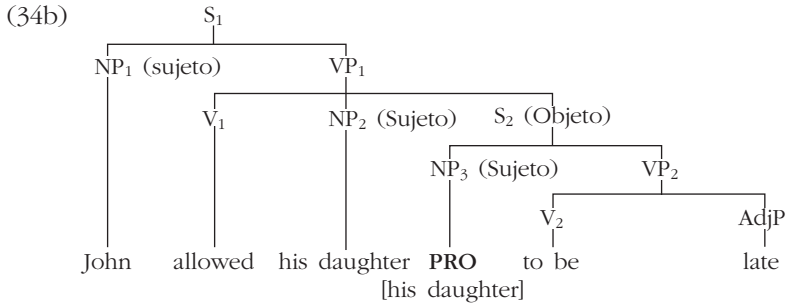 (34b) S₁
NP₁ (sujeto) VP₁
V₁ NP₂ (Sujeto) S₂ (Objeto)
NP₃ (Sujeto) VP₂
V₂ AdjP
John allowed his daughter PRO to be late
[his daughter]